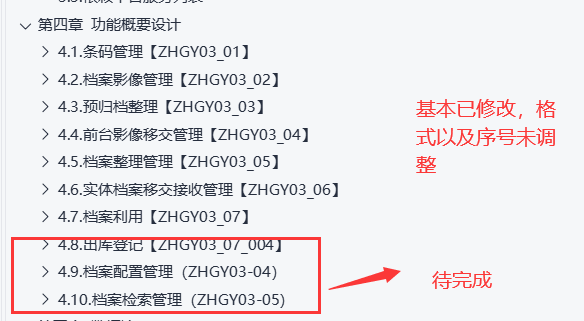 第四章 功能概要设计
4.1.条码管理【ZHGY03_01】
4.2.档案影像管理【ZHGY03_02】
4.3.预归档整理【ZHGY03_03】
4.4.前台影像移交管理【ZHGY03_04】
4.5.档案整理管理【ZHGY03_05】
4.6.实体档案移交接收管理【ZHGY03_06】
4.7.档案利用【ZHGY03_07】
4.8.出库登记【ZHGY03_07_004】
4.9.档案配置管理（ZHGY03-04）
4.10.档案检索管理（ZHGY03-05）
基本已修改，格
式以及序号未调
整
待完成